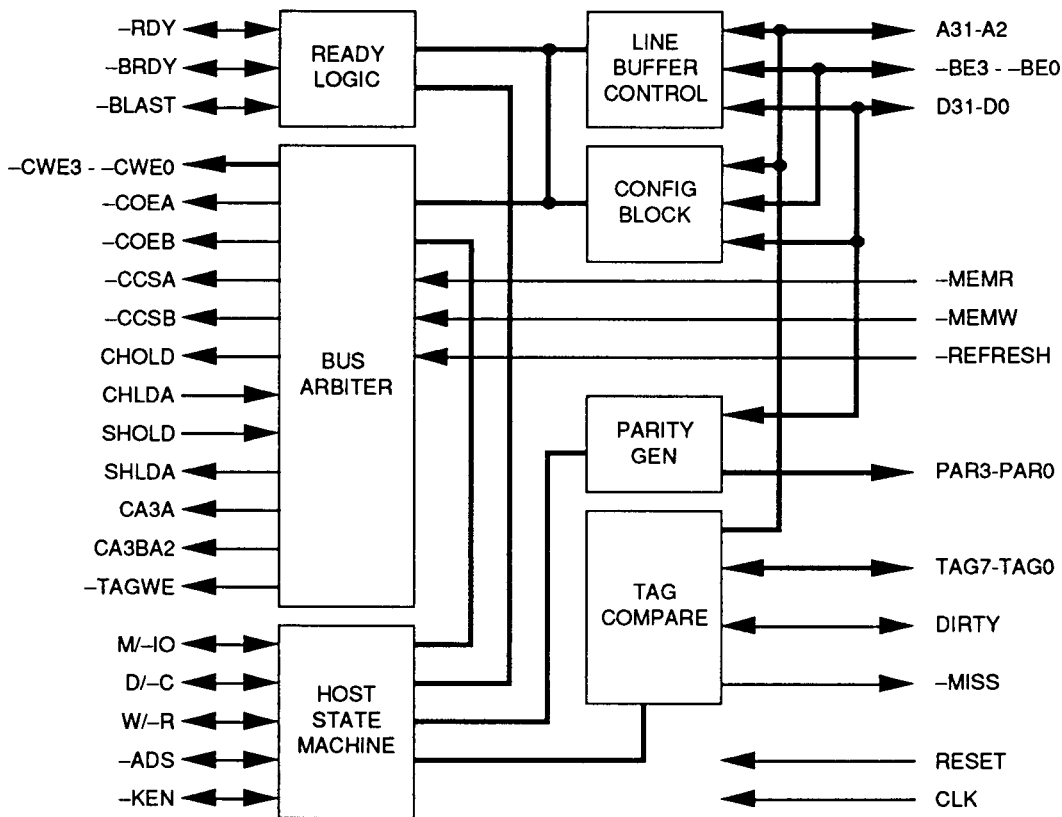 –RDY
–BRDY
–BLAST
–CWE3 - –CWE0
–COEA
–COEB
–CCSA
–CCSB
CHOLD
CHLDA
SHOLD
SHLDA
CA3A
CA3BA2
–TAGWE
M/–IO
D/–C
W/–R
–ADS
–KEN
READY
LOGIC
BUS
ARBITER
HOST
STATE
MACHINE
LINE
BUFFER
CONTROL
CONFIG
BLOCK
PARITY
GEN
TAG
COMPARE
A31-A2
–BE3 - –BE0
D31-D0
–MEMR
–MEMW
–REFRESH
PAR3-PAR0
TAG7-TAG0
DIRTY
–MISS
RESET
CLK